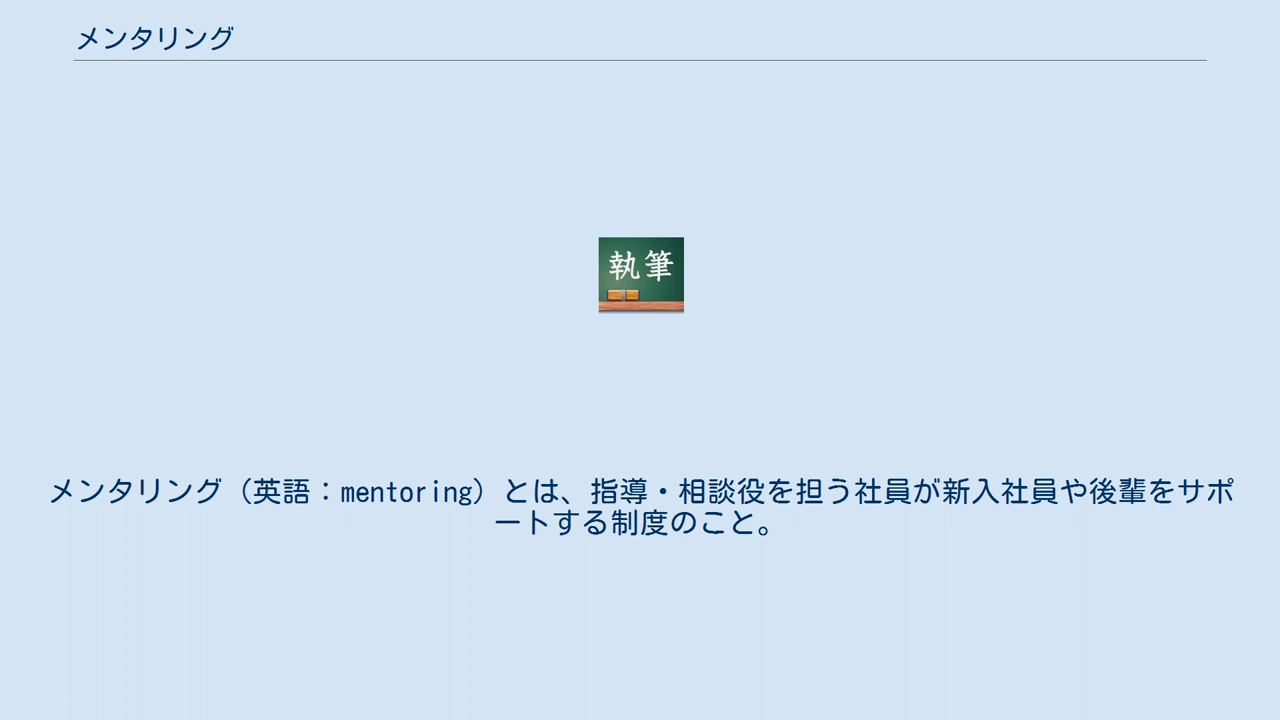 メンタリング
執筆
メンタリング（英語：mentoring）とは、指導・相談役を担う社員が新入社員や後輩をサポ
ートする制度のこと。